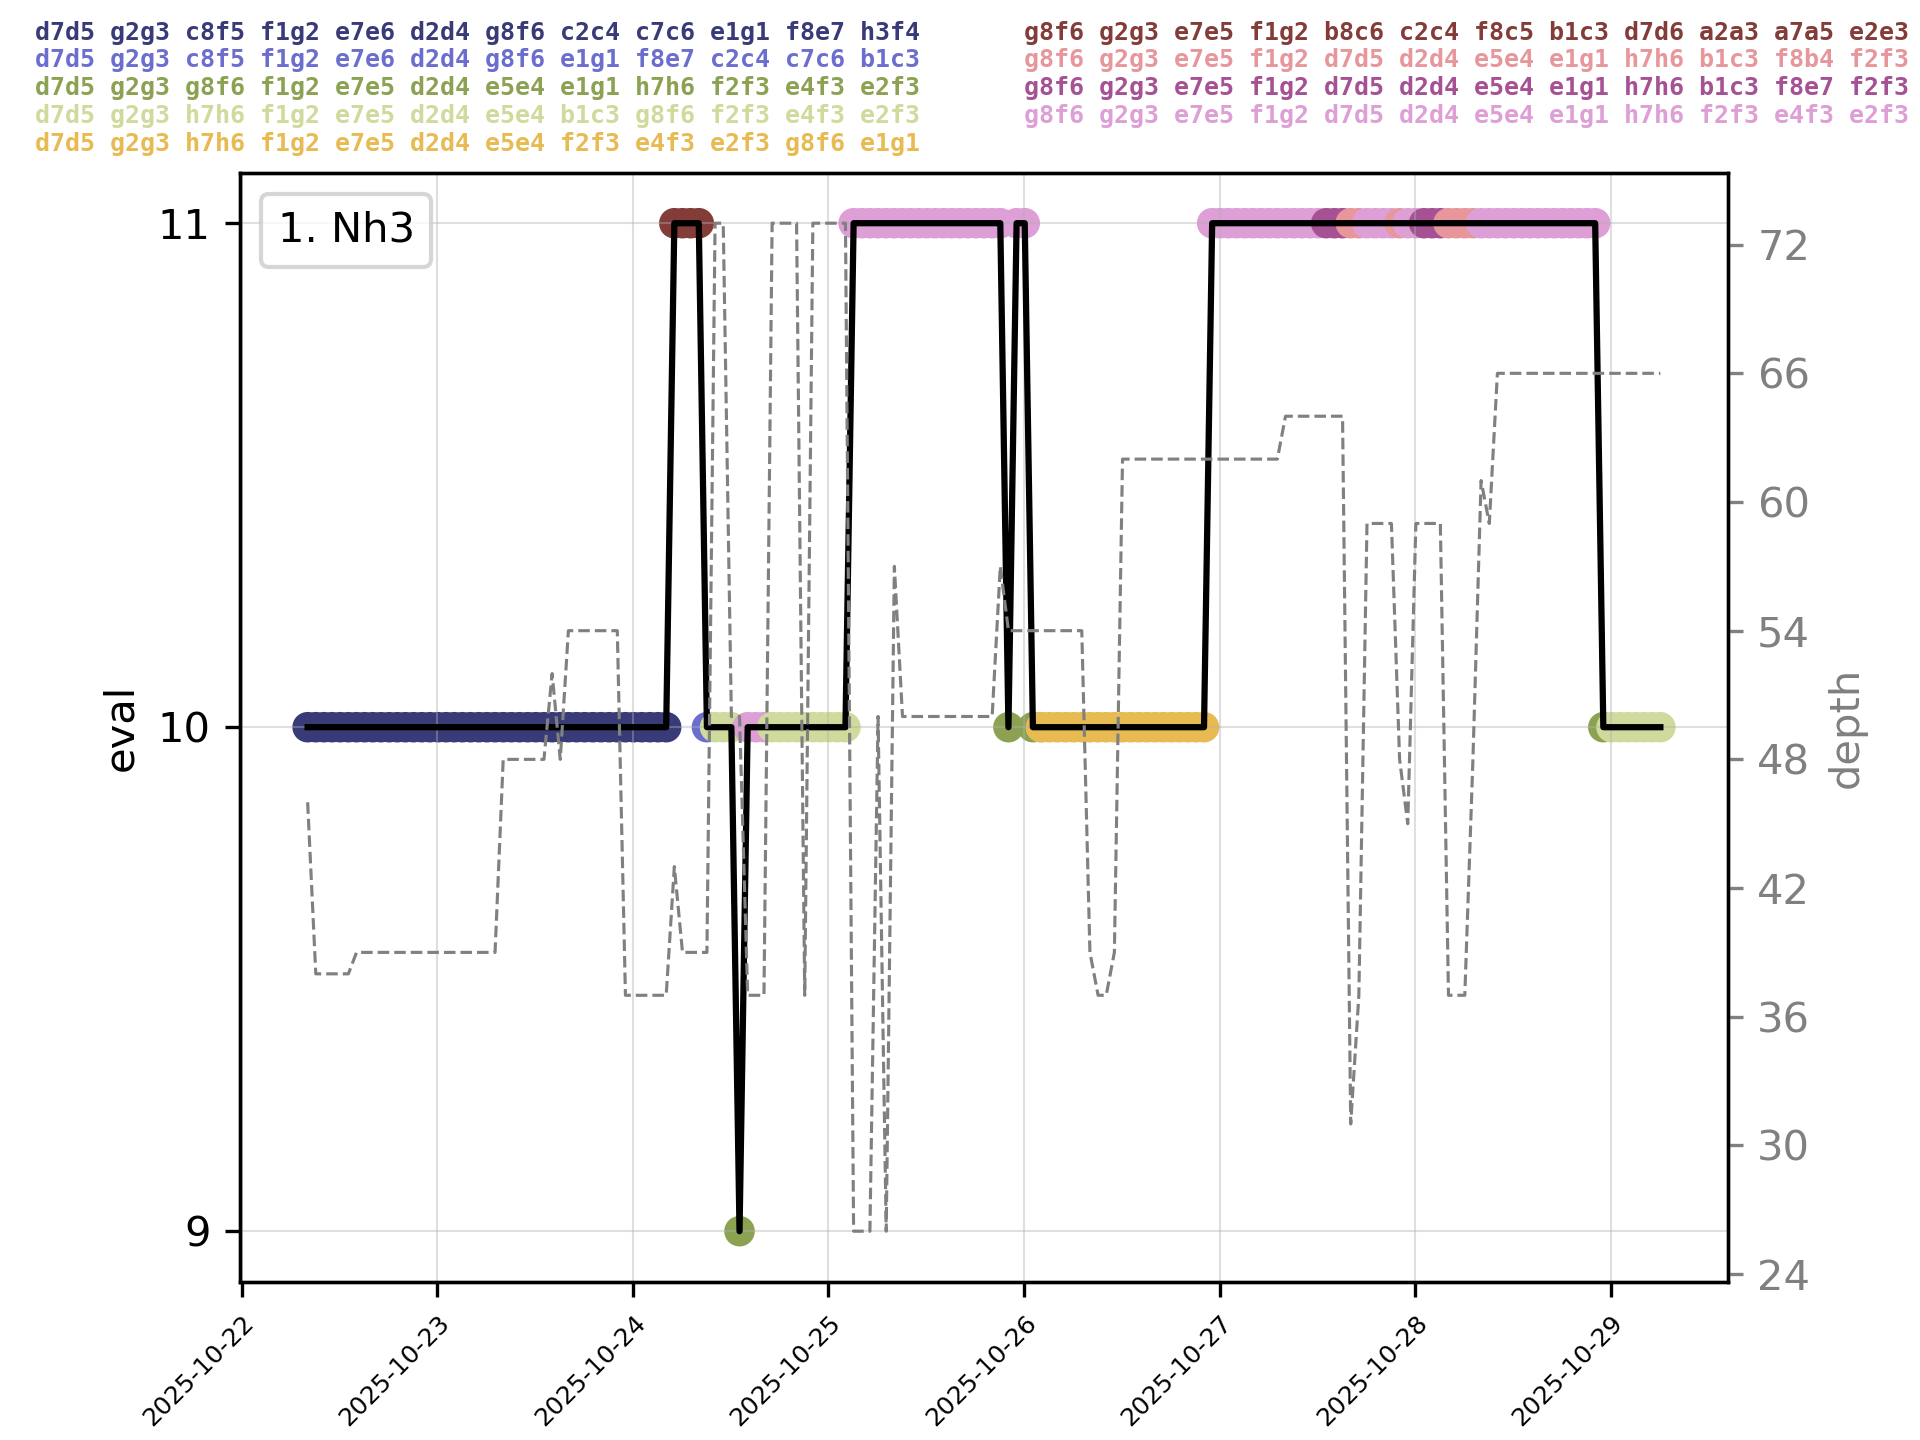 d7d5 g2g3 c8f5 f1g2 e7e6 d2d4 g8f6 c2c4 c7c6 e1g1 f8e7 h3f4
d7d5 g2g3 c8f5 f1g2 e7e6 d2d4 g8f6 e1g1 f8e7 c2c4 c7c6 b1c3
d7d5 g2g3 g8f6 f1g2 e7e5 d2d4 e5e4 e1g1 h7h6 f2f3 e4f3 e2f3
d7d5 g2g3 h7h6 f1g2 e7e5 d2d4 e5e4 b1c3 g8f6 f2f3 e4f3 e2f3
d7d5 g2g3 h7h6 f1g2 e7e5 d2d4 e5e4 f2f3 e4f3 e2f3 g8f6 e1g1
g8f6 g2g3 e7e5 f1g2 b8c6 c2c4 f8c5 b1c3 d7d6 a2a3 a7a5 e2e3
g8f6 g2g3 e7e5 f1g2 d7d5 d2d4 e5e4 e1g1 h7h6 b1c3 f8b4 f2f3
g8f6 g2g3 e7e5 f1g2 d7d5 d2d4 e5e4 e1g1 h7h6 b1c3 f8e7 f2f3
g8f6 g2g3 e7e5 f1g2 d7d5 d2d4 e5e4 e1g1 h7h6 f2f3 e4f3 e2f3
1. Nh3
11
10
9
eval
72
66
60
54
48
42
36
30
24
depth
2025-10-22
2025-10-23
2025-10-24
2025-10-25
2025-10-26
2025-10-27
2025-10-28
2025-10-29